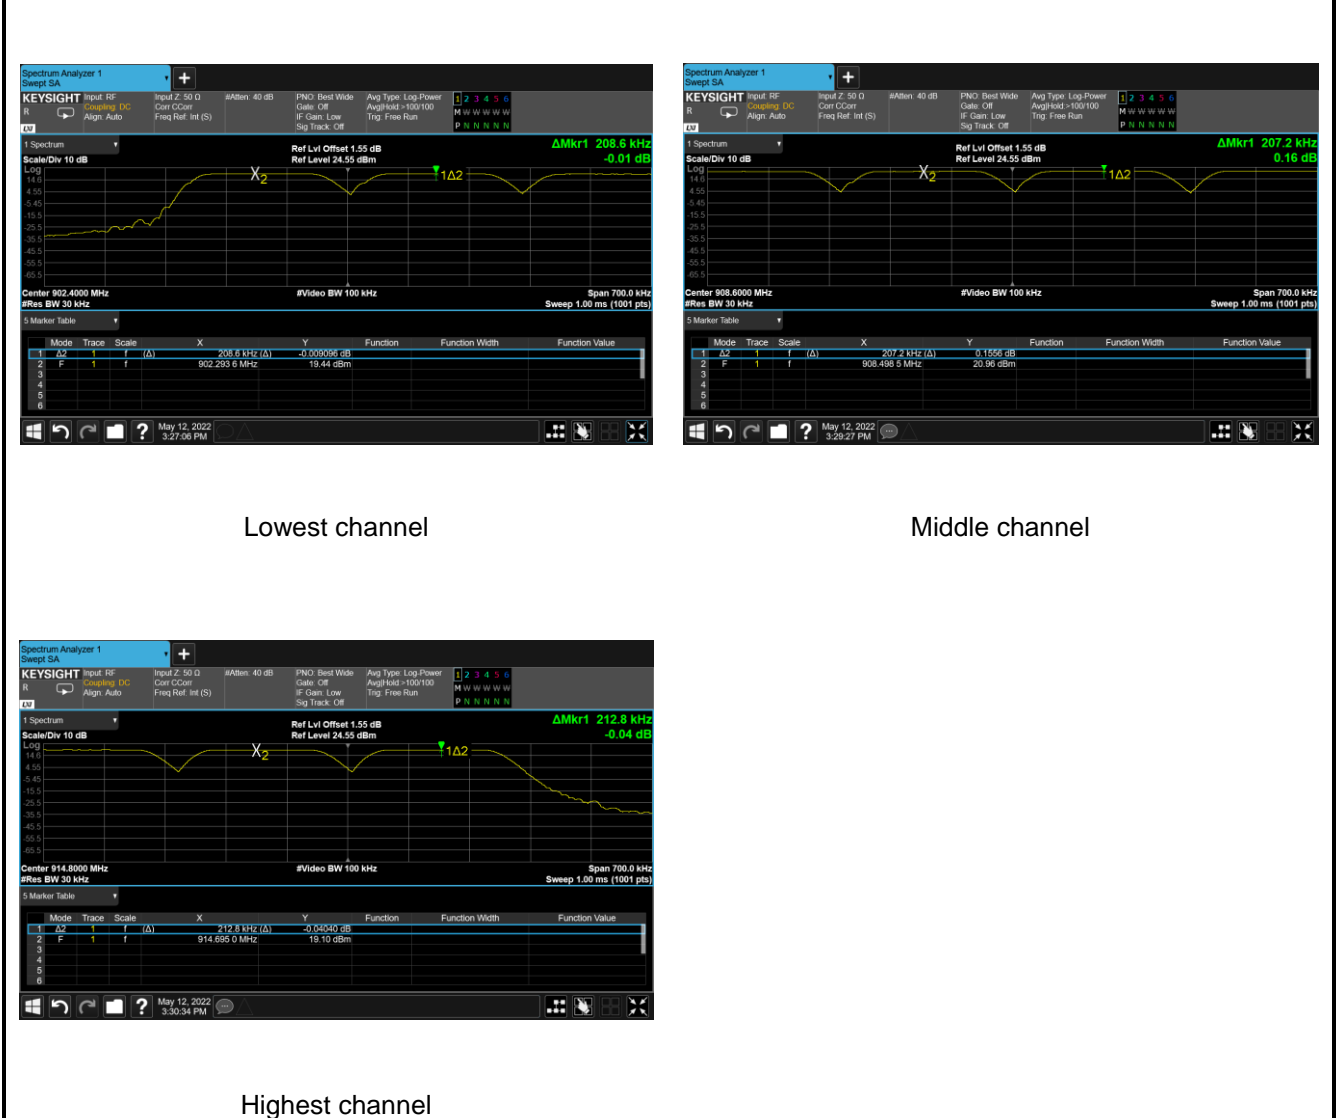 Spectrum Analyzer 1
Swept SA
+
KEYSIGHT Input: RF Input Z: 50 Ω #Atten: 40 dB PNO: Best Wide Avg Type: Log-Power 1 2 3 4 5 6
R Coupling: DC Corr CCorr Gate: Off Avg|Hold:>100/100 M W W W W W
Align: Auto Freq Ref: Int (S) IF Gain: Low Trig: Free Run
LXI Sig Track: Off P N N N N N
1 Spectrum
Ref Lvl Offset 1.55 dB ΔMkr1 208.6 kHz
Scale/Div 10 dB Ref Level 24.55 dBm -0.01 dB
Log
14.6
4.55
-5.45
-15.5
-25.5
-35.5
-45.5
-55.5
-65.5
X2 1Δ2
Center 902.4000 MHz #Video BW 100 kHz Span 700.0 kHz
#Res BW 30 kHz Sweep 1.00 ms (1001 pts)
5 Marker Table
Mode Trace Scale X Y Function Function Width Function Value
1 Δ2 1 f (Δ) 208.6 kHz (Δ) -0.009096 dB
2 F 1 f 902.293 6 MHz 19.44 dBm
3
4
5
6
? May 12, 2022
3:27:06 PM
Spectrum Analyzer 1
Swept SA
+
KEYSIGHT Input: RF Input Z: 50 Ω #Atten: 40 dB PNO: Best Wide Avg Type: Log-Power 1 2 3 4 5 6
R Coupling: DC Corr CCorr Gate: Off Avg|Hold:>100/100 M W W W W W
Align: Auto Freq Ref: Int (S) IF Gain: Low Trig: Free Run
LXI Sig Track: Off P N N N N N
1 Spectrum
Ref Lvl Offset 1.55 dB ΔMkr1 207.2 kHz
Scale/Div 10 dB Ref Level 24.55 dBm 0.16 dB
Log
14.6
4.55
-5.45
-15.5
-25.5
-35.5
-45.5
-55.5
-65.5
X2 1Δ2
Center 908.6000 MHz #Video BW 100 kHz Span 700.0 kHz
#Res BW 30 kHz Sweep 1.00 ms (1001 pts)
5 Marker Table
Mode Trace Scale X Y Function Function Width Function Value
1 Δ2 1 f (Δ) 207.2 kHz (Δ) 0.1556 dB
2 F 1 f 908.498 5 MHz 20.96 dBm
3
4
5
6
? May 12, 2022
3:29:27 PM
Lowest channel
Middle channel
Spectrum Analyzer 1
Swept SA
+
KEYSIGHT Input: RF Input Z: 50 Ω #Atten: 40 dB PNO: Best Wide Avg Type: Log-Power 1 2 3 4 5 6
R Coupling: DC Corr CCorr Gate: Off Avg|Hold:>100/100 M W W W W W
Align: Auto Freq Ref: Int (S) IF Gain: Low Trig: Free Run
LXI Sig Track: Off P N N N N N
1 Spectrum
Ref Lvl Offset 1.55 dB ΔMkr1 212.8 kHz
Scale/Div 10 dB Ref Level 24.55 dBm -0.04 dB
Log
14.6
4.55
-5.45
-15.5
-25.5
-35.5
-45.5
-55.5
-65.5
X2 1Δ2
Center 914.8000 MHz #Video BW 100 kHz Span 700.0 kHz
#Res BW 30 kHz Sweep 1.00 ms (1001 pts)
5 Marker Table
Mode Trace Scale X Y Function Function Width Function Value
1 Δ2 1 f (Δ) 212.8 kHz (Δ) -0.04040 dB
2 F 1 f 914.695 0 MHz 19.10 dBm
3
4
5
6
? May 12, 2022
3:30:34 PM
Highest channel